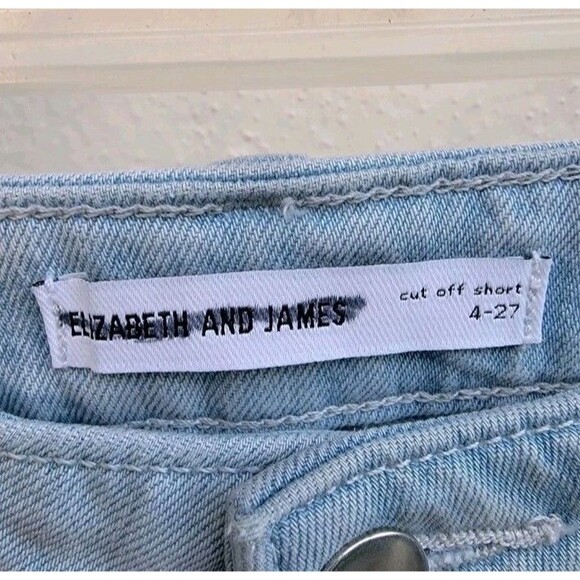 ELIZABETH AND JAMES
cut off short
4-27